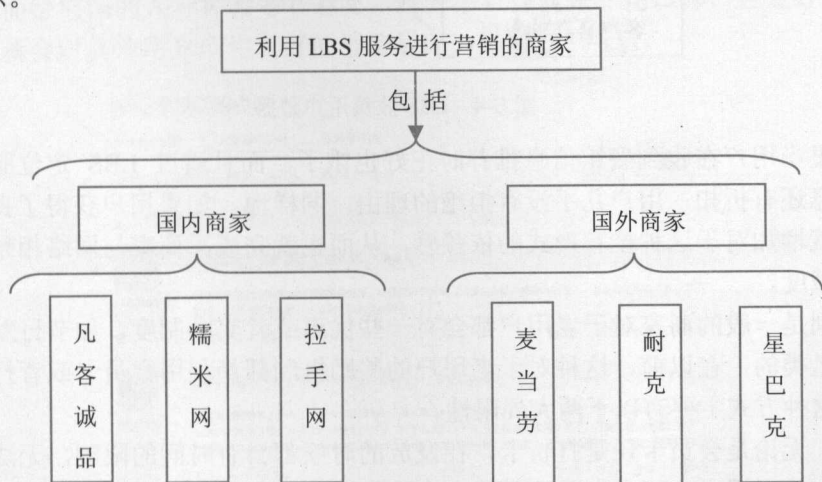 利用 LBS 服务进行营销的商家
包 括
国内商家
国外商家
凡客诚品
糯米网
拉手网
麦当劳
耐克
星巴克